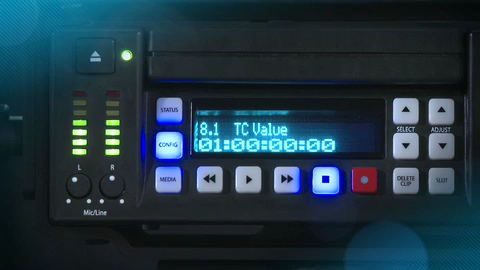 STATUS
8.1 TC Value
01:00:00:00
CONFIG
SELECT
ADJUST
L
R
MEDIA
DELETE
CLIP
SLOT
Mic/Line